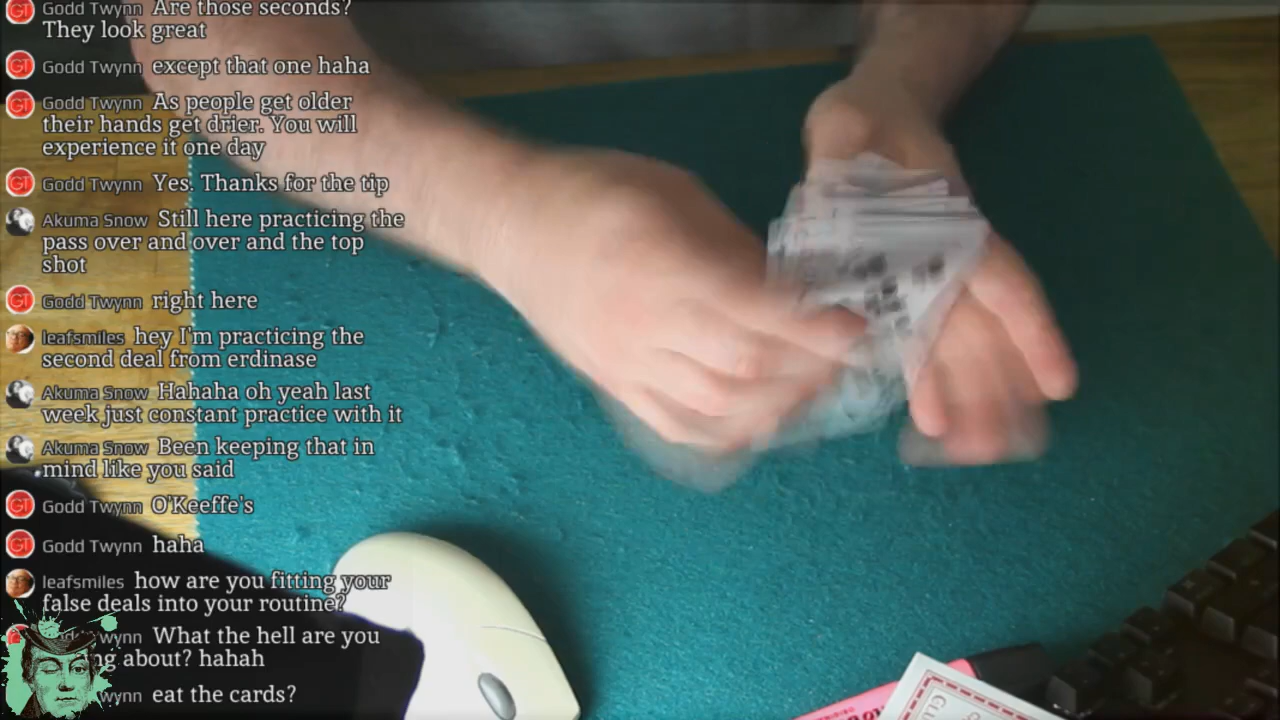 Godd Twynn Are those seconds?
They look great
Godd Twynn except that one haha
Godd Twynn As people get older
their hands get drier. You will
experience it one day
Godd Twynn Yes. Thanks for the tip
Akuma Snow Still here practicing the
pass over and over and the top
shot
Godd Twynn right here
leafsmiles hey I'm practicing the
second deal from erdinase
Akuma Snow Hahaha oh yeah last
week just constant practice with it
Akuma Snow Been keeping that in
mind like you said
Godd Twynn O'Keeffe's
Godd Twynn haha
leafsmiles how are you fitting your
false deals into your routine?
What the hell are you
about? hahah
eat the cards?